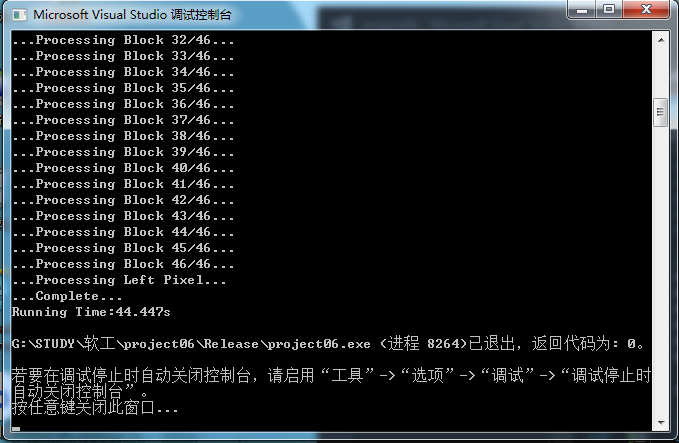 Microsoft Visual Studio 调试控制台
...Processing Block 32/46...
...Processing Block 33/46...
...Processing Block 34/46...
...Processing Block 35/46...
...Processing Block 36/46...
...Processing Block 37/46...
...Processing Block 38/46...
...Processing Block 39/46...
...Processing Block 40/46...
...Processing Block 41/46...
...Processing Block 42/46...
...Processing Block 43/46...
...Processing Block 44/46...
...Processing Block 45/46...
...Processing Block 46/46...
...Processing Left Pixel...
...Complete...
Running Time:44.447s
G:\STUDY\软工\project06\Release\project06.exe (进程 8264)已退出，返回代码为: 0。
若要在调试停止时自动关闭控制台，请启用“工具”->“选项”->“调试”->“调试停止时
自动关闭控制台”。
按任意键关闭此窗口...